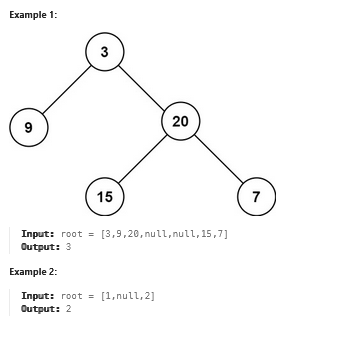 Example 1:
3
9
20
15
7
Input: root = [3,9,20,null,null,15,7]
Output: 3
Example 2:
Input: root = [1,null,2]
Output: 2